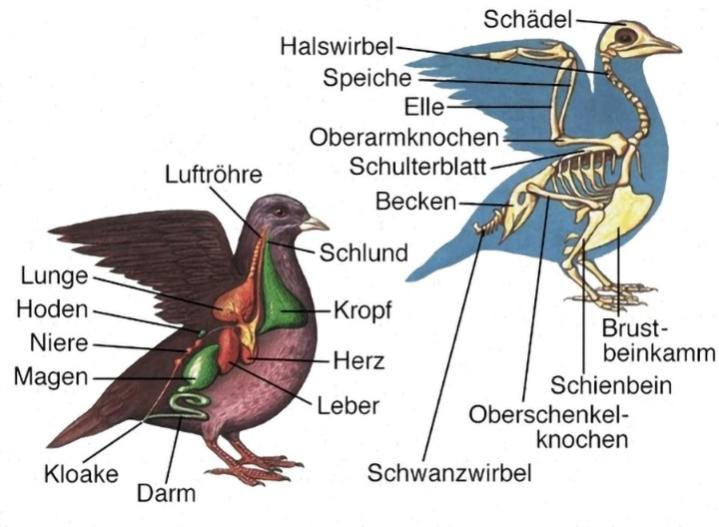 Schädel
Halswirbel
Speiche
Elle
Oberarmknochen
Schulterblatt
Becken
Brust-
beinkamm
Schienbein
Oberschenkel-
knochen
Schwanzwirbel
Luftröhre
Schlund
Lunge
Hoden
Kropf
Niere
Herz
Magen
Leber
Kloake
Darm